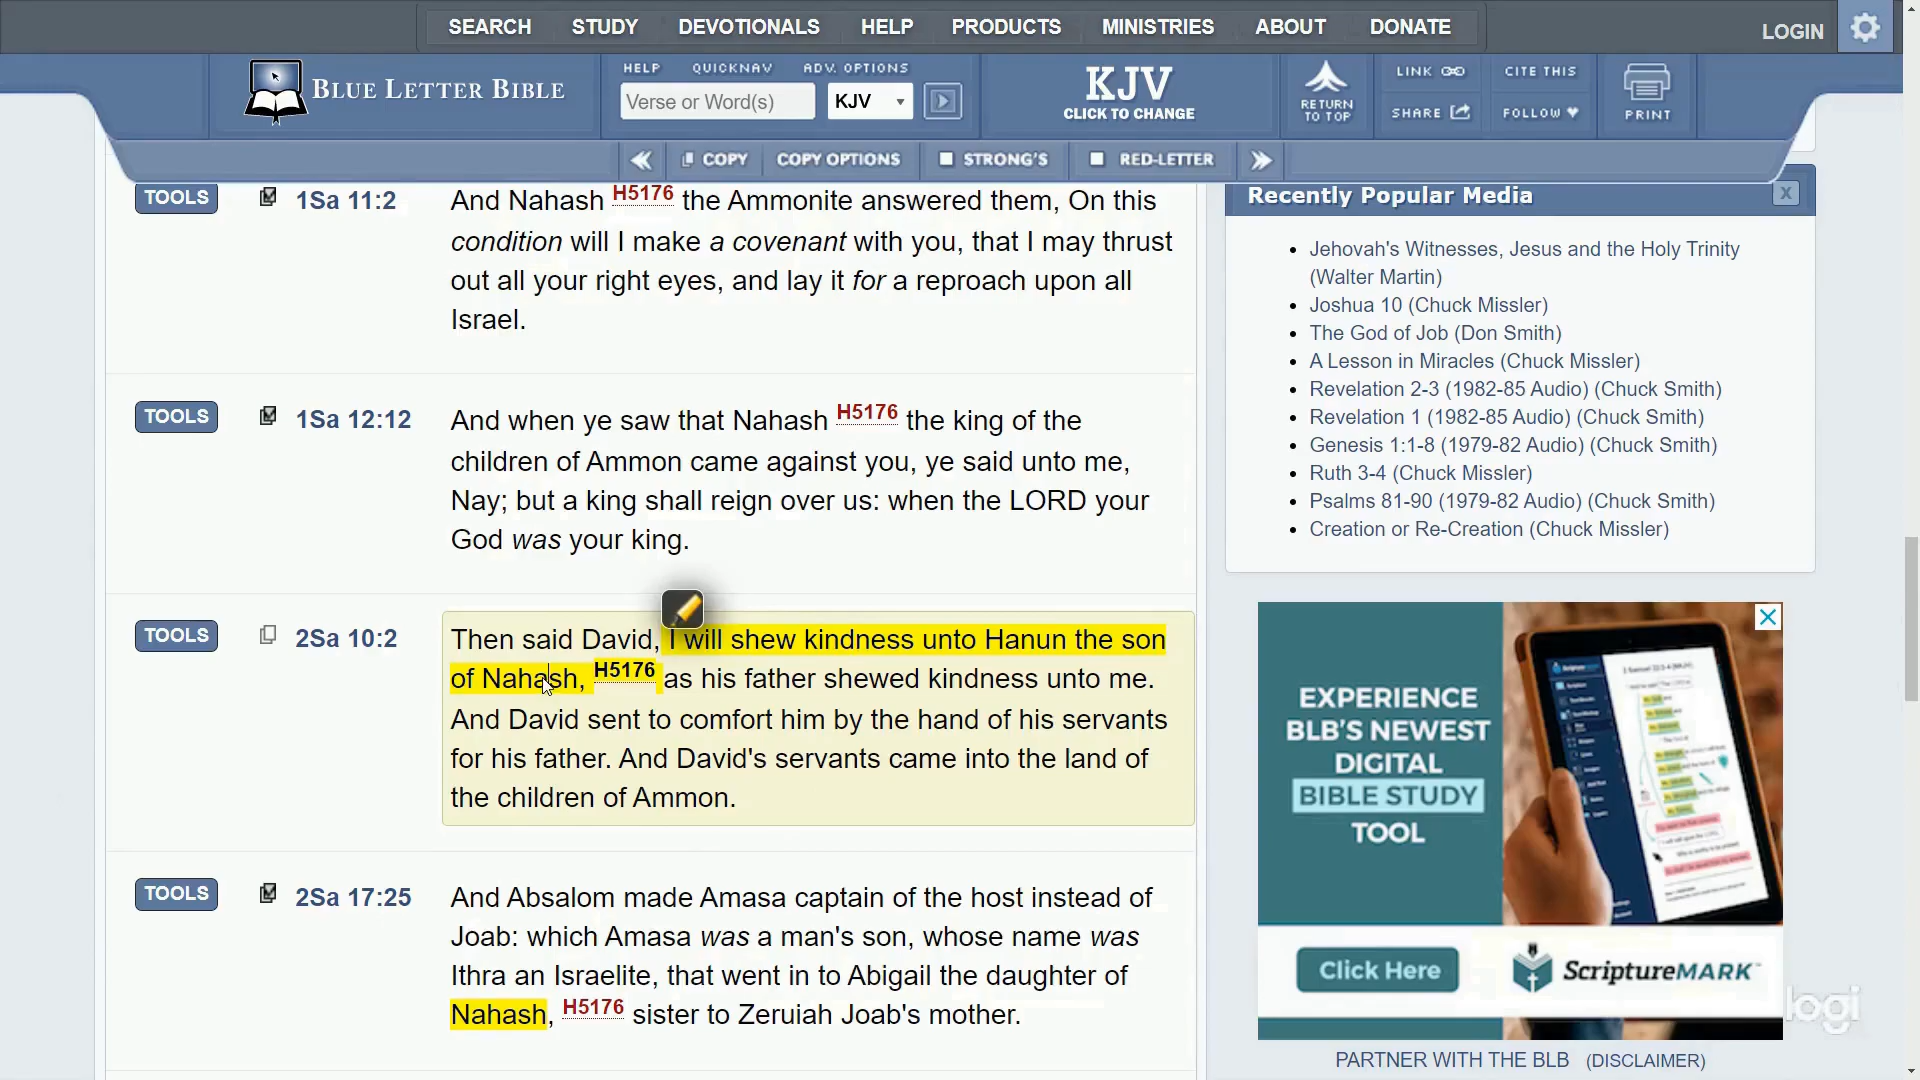 SEARCH STUDY DEVOTIONALS HELP PRODUCTS MINISTRIES ABOUT DONATE LOGIN
BLUE LETTER BIBLE
HELP QUICKNAV ADV. OPTIONS
Verse or Word(s) KJV
KJV
CLICK TO CHANGE
RETURN
TO TOP
LINK CITE THIS
SHARE FOLLOW
PRINT
COPY COPY OPTIONS STRONG'S RED-LETTER
TOOLS 1Sa 11:2
And Nahash H5176 the Ammonite answered them, On this
condition will I make a covenant with you, that I may thrust
out all your right eyes, and lay it for a reproach upon all
Israel.
TOOLS 1Sa 12:12
And when ye saw that Nahash H5176 the king of the
children of Ammon came against you, ye said unto me,
Nay; but a king shall reign over us: when the LORD your
God was your king.
TOOLS 2Sa 10:2
Then said David, I will shew kindness unto Hanun the son
of Nahash, H5176 as his father shewed kindness unto me.
And David sent to comfort him by the hand of his servants
for his father. And David's servants came into the land of
the children of Ammon.
TOOLS 2Sa 17:25
And Absalom made Amasa captain of the host instead of
Joab: which Amasa was a man's son, whose name was
Ithra an Israelite, that went in to Abigail the daughter of
Nahash, H5176 sister to Zeruiah Joab's mother.
Recently Popular Media X
Jehovah's Witnesses, Jesus and the Holy Trinity
(Walter Martin)
Joshua 10 (Chuck Missler)
The God of Job (Don Smith)
A Lesson in Miracles (Chuck Missler)
Revelation 2-3 (1982-85 Audio) (Chuck Smith)
Revelation 1 (1982-85 Audio) (Chuck Smith)
Genesis 1:1-8 (1979-82 Audio) (Chuck Smith)
Ruth 3-4 (Chuck Missler)
Psalms 81-90 (1979-82 Audio) (Chuck Smith)
Creation or Re-Creation (Chuck Missler)
EXPERIENCE
BLB'S NEWEST
DIGITAL
BIBLE STUDY
TOOL
Click Here
SCRIPTUREMARK™
logi
PARTNER WITH THE BLB (DISCLAIMER)